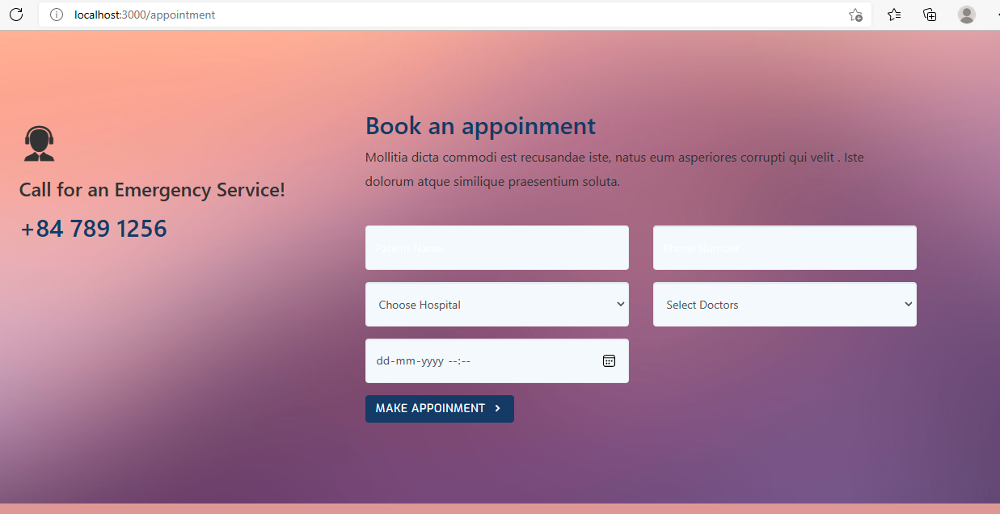 localhost:3000/appointment
Call for an Emergency Service!
+84 789 1256
Book an appoinment
Mollitia dicta commodi est recusandae iste, natus eum asperiores corrupti qui velit . Iste
dolorum atque similique praesentium soluta.
Patient Name
Phone Number
Choose Hospital
Select Doctors
dd-mm-yyyy --:--
MAKE APPOINMENT